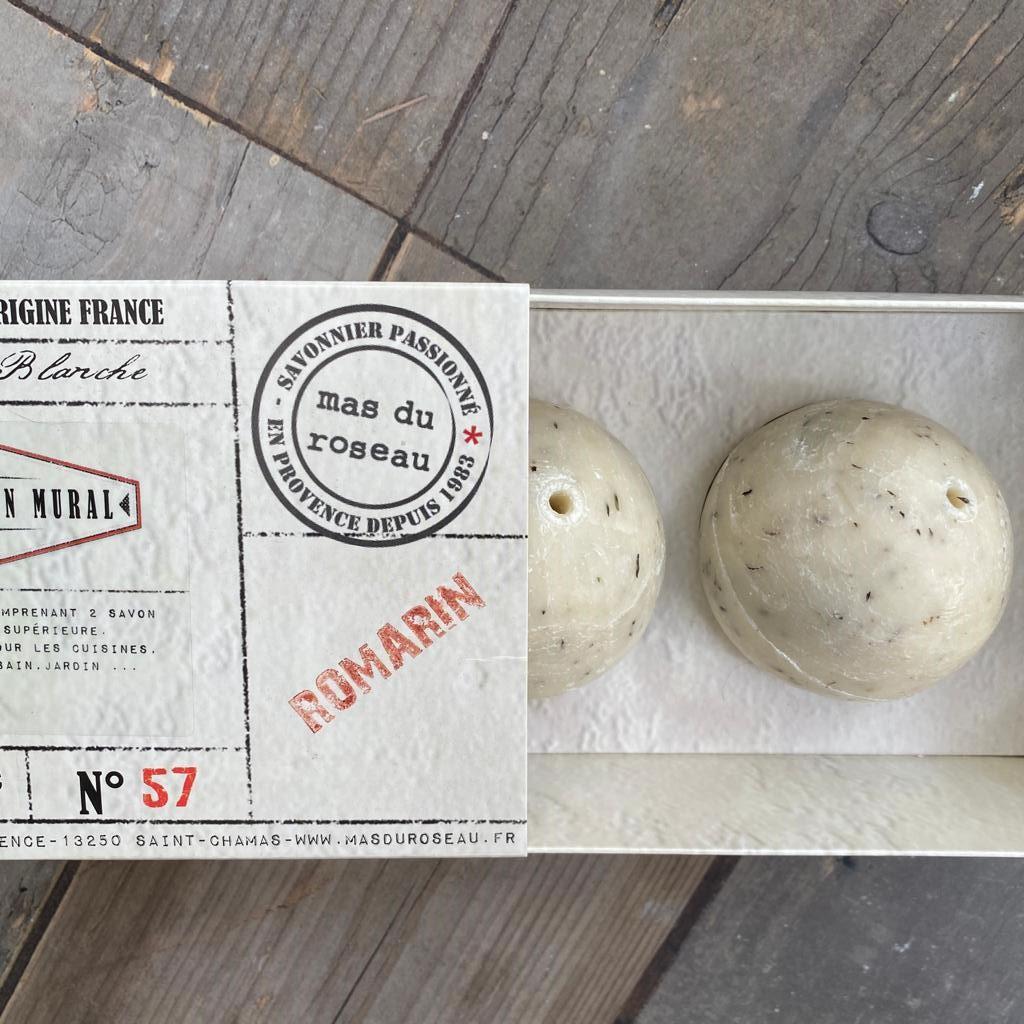 RIGINE FRANCE
Blanche
N MURAL
MPRENANT 2 SAVON
SUPÉRIEURE.
OUR LES CUISINES.
BAIN.JARDIN ...
N° 57
ENCE-13250 SAINT-CHAMAS-WWW.MASDUROSEAU.FR
- SAVONNIER PASSIONNÉ *
EN PROVENCE DEPUIS 1983
mas du
roseau
ROMARIN